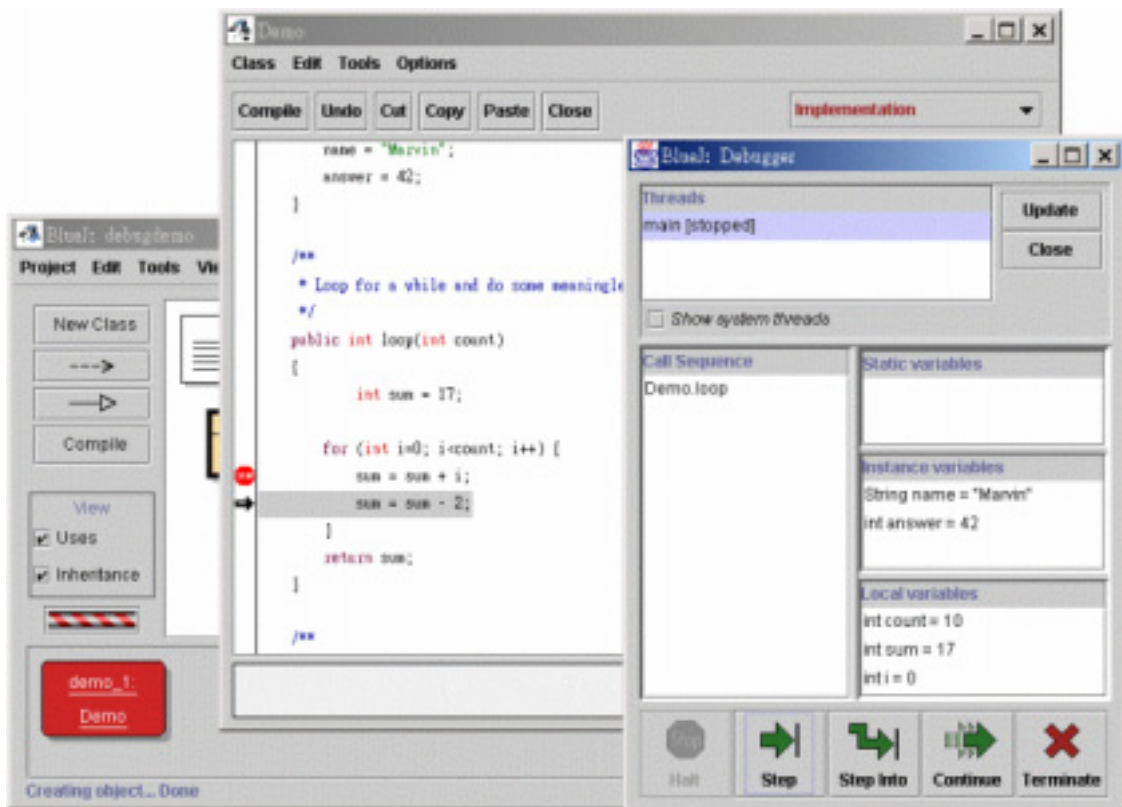 Demo
Class Edit Tools Options
Compile Undo Cut Copy Paste Close
Implementation
name = "Marvin";
answer = 42;
}
/**
* Loop for a while and do some meaningle
*/
public int loop(int count)
{
int sum = 17;
for (int i=0; i<count; i++) {
sum = sum + i;
sum = sum - 2;
}
return sum;
}
/**
BlueJ: debugdemo
Project Edit Tools Vie
New Class
Compile
View
Uses
Inheritance
demo_1:
Demo
Creating object... Done
BlueJ: Debugger
Threads
main [stopped]
Update
Close
Show system threads
Call Sequence
Demo.loop
Static variables
Instance variables
String name = "Marvin"
int answer = 42
Local variables
int count = 10
int sum = 17
int i = 0
Stop
Halt
Step
Step Into
Continue
Terminate